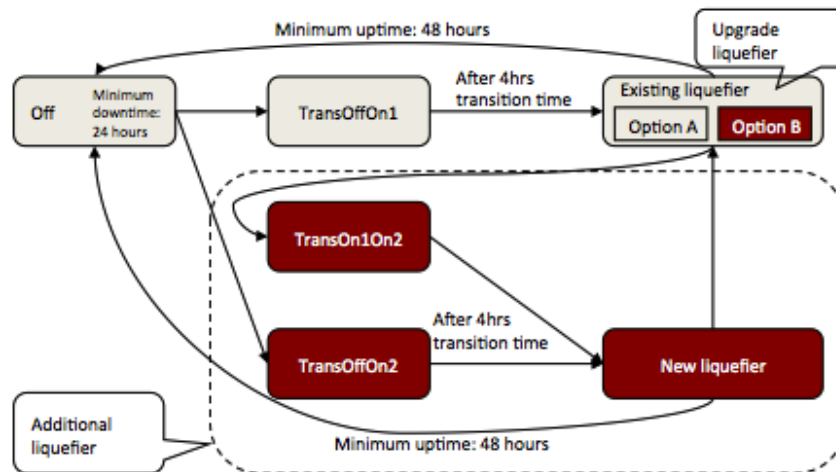 Minimum uptime: 48 hours
Upgrade
liquefier
Off
Minimum
downtime:
24 hours
TransOffOn1
After 4hrs
transition time
Existing liquefier
Option A
Option B
TransOn1On2
After 4hrs
transition time
TransOffOn2
New liquefier
Additional
liquefier
Minimum uptime: 48 hours